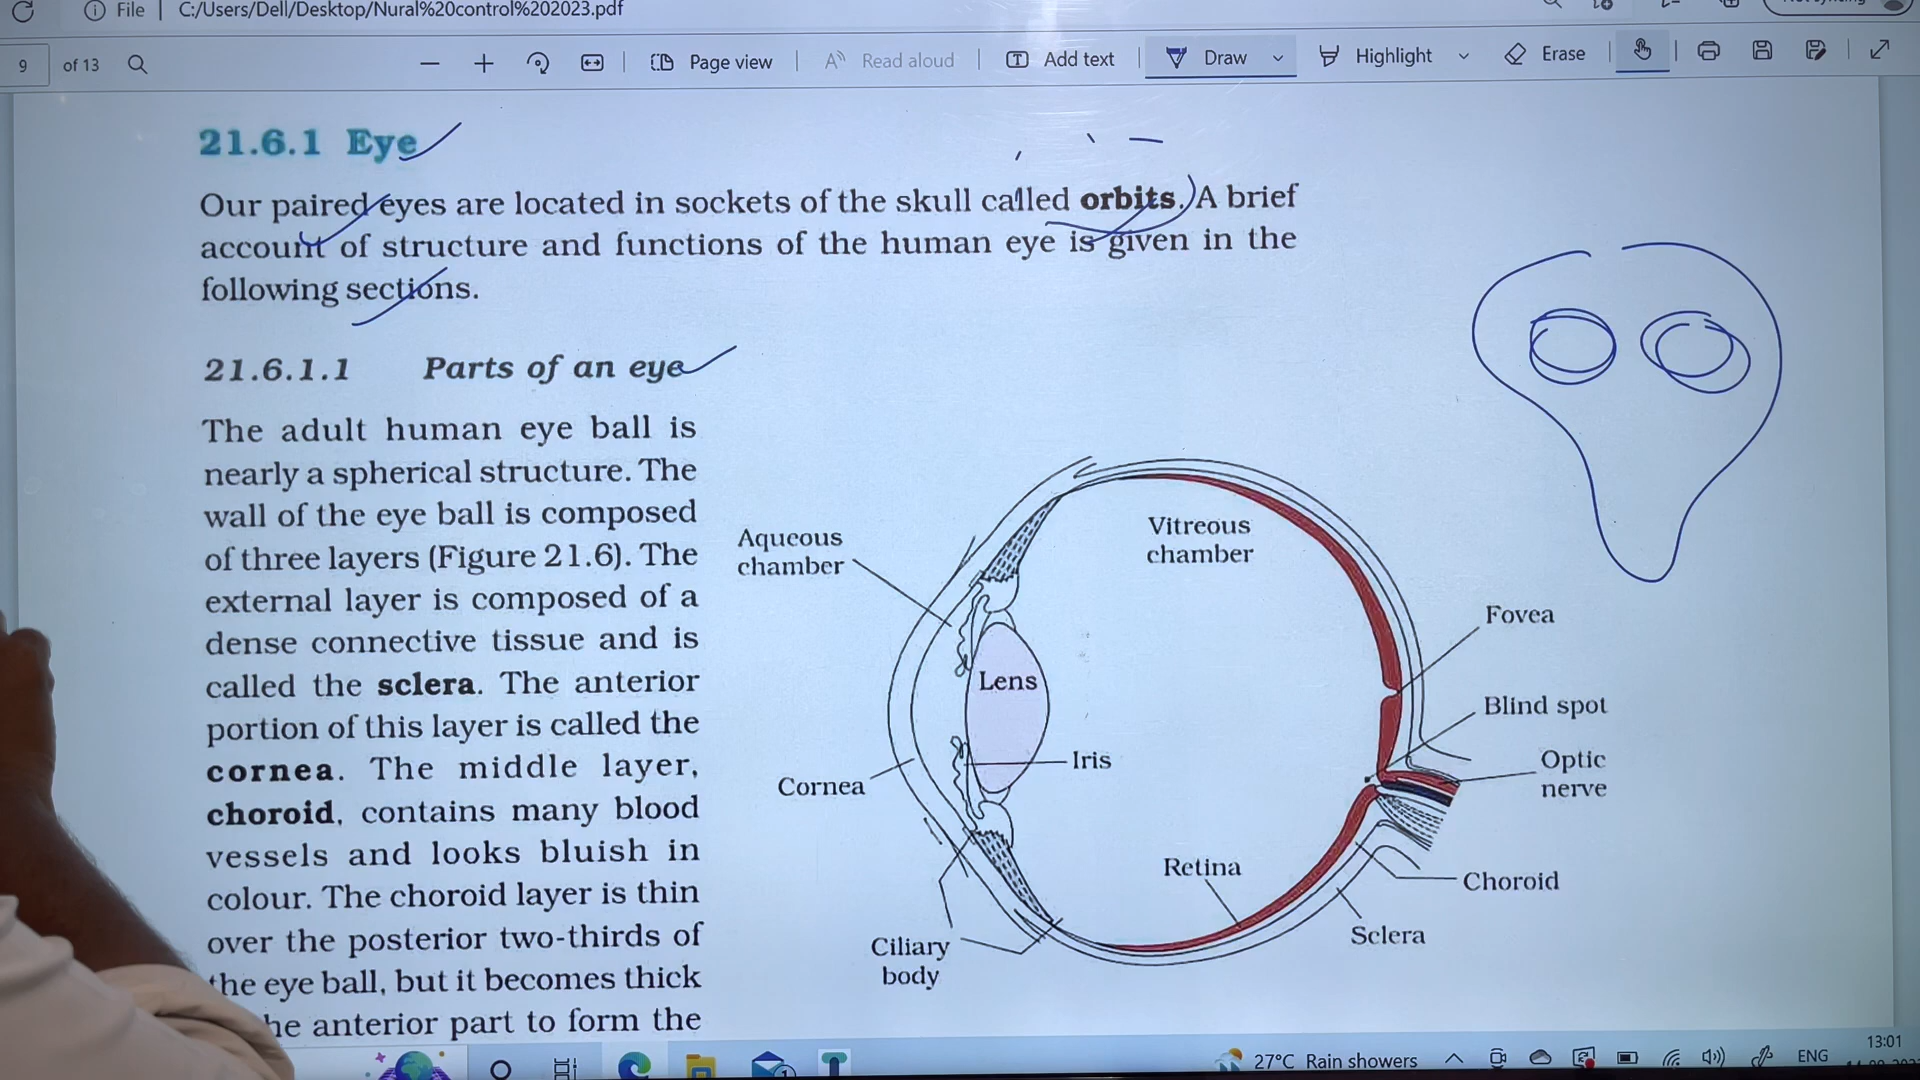 File | C:/Users/Dell/Desktop/Nural%20control%202023.pdf
9 of 13
Page view
Read aloud
Add text
Draw
Highlight
Erase
21.6.1 Eye
Our paired eyes are located in sockets of the skull called orbits. A brief
account of structure and functions of the human eye is given in the
following sections.
21.6.1.1 Parts of an eye
The adult human eye ball is
nearly a spherical structure. The
wall of the eye ball is composed
of three layers (Figure 21.6). The
external layer is composed of a
dense connective tissue and is
called the sclera. The anterior
portion of this layer is called the
cornea. The middle layer,
choroid, contains many blood
vessels and looks bluish in
colour. The choroid layer is thin
over the posterior two-thirds of
the eye ball, but it becomes thick
he anterior part to form the
Aqueous
chamber
Vitreous
chamber
Fovea
Lens
Blind spot
Iris
Optic
nerve
Cornea
Retina
Choroid
Sclera
Ciliary
body
27°C Rain showers
ENG
13:01